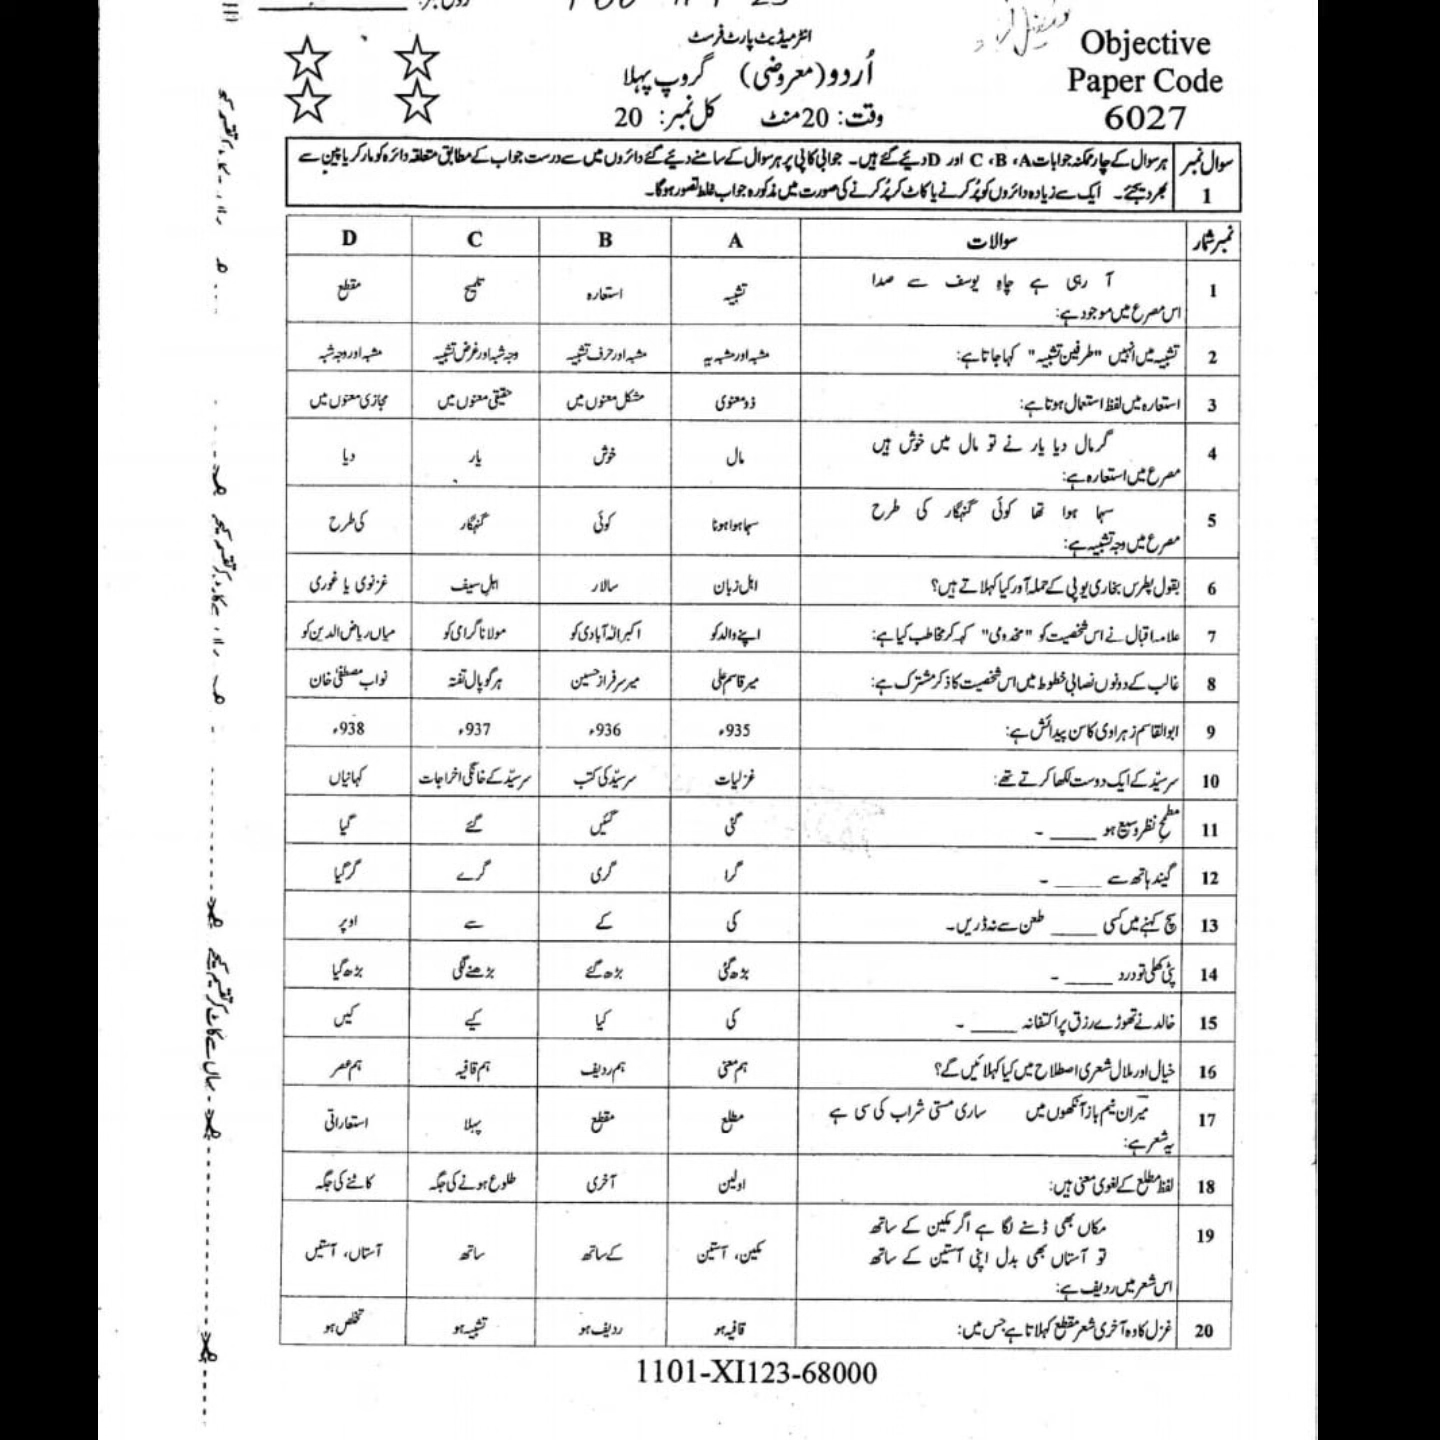 Objective
Paper Code
6027
انٹرمیڈیٹ پارٹ فرسٹ
اُردو (معروضی) گروپ پہلا
وقت: 20 منٹ کل نمبر: 20
سوال نمبر 1
ہر سوال کے چار ممکنہ جوابات A، B، C اور D دیئے گئے ہیں۔ جوابی کاپی پر ہر سوال کے سامنے دیئے گئے دائروں میں سے درست جواب کے مطابق متعلقہ دائرہ کو مارکر یا پین سے
بھر دیجئے۔ ایک سے زیادہ دائروں کو پُر کرنے یا کاٹ کر پُر کرنے کی صورت میں مذکورہ جواب غلط تصور ہوگا۔
نمبر شمار سوالات A B C D
1 آ رہی ہے چاہِ یوسف سے صدا
اس مصرع میں موجود ہے: تشبیہ استعارہ تلمیح مقطع
2 تشبیہ میں انہیں "طرفین تشبیہ" کہا جاتا ہے: مشبہ اور مشبہ بہ مشبہ اور حرف تشبیہ وجہ شبہ اور غرض تشبیہ مشبہ اور وجہ شبہ
3 استعارہ میں لفظ استعمال ہوتا ہے: ذو معنوی مشکل معنوں میں حقیقی معنوں میں مجازی معنوں میں
4 گر مال دیا یار نے تو مال میں خوش ہیں
مصرع میں استعارہ ہے: مال خوش یار دیا
5 سہا ہوا تھا کوئی گنہگار کی طرح
مصرع میں وجہ تشبیہ ہے: سہما ہوا ہونا کوئی گنہگار کی طرح
6 بقول پطرس بخاری یو پی کے حملہ آور کیا کہلاتے ہیں؟ اہل زبان سالار اہلِ سیف غزنوی یا غوری
7 علامہ اقبال نے اس شخصیت کو "مخدومی" کہہ کر مخاطب کیا ہے: اپنے والد کو اکبر الٰہ آبادی کو مولانا گرامی کو میاں ریاض الدین کو
8 غالب کے دونوں نصابی خطوط میں اس شخصیت کا ذکر مشترک ہے: میر قاسم علی میر سرفراز حسین ہرگوپال تفتہ نواب مصطفیٰ خان
9 ابوالقاسم زہراوی کا سن پیدائش ہے: 935ء 936ء 937ء 938ء
10 سرسیّد کے ایک دوست لکھا کرتے تھے: غزلیات سرسیّد کی کتب سرسیّد کے خانگی اخراجات کہانیاں
11 مطمحِ نظر وسیع ہو ____ ۔ گئی گئیں گئے گیا
12 گیند ہاتھ سے ____ ۔ گرا گری گرے گر گیا
13 سچ کہنے میں کسی ____ طعن سے نہ ڈریں۔ کی کے سے اوپر
14 پٹی کھلی تو درد ____ ۔ بڑھ گئی بڑھ گئے بڑھنے لگی بڑھ گیا
15 خالد نے تھوڑے رزق پر اکتفا نہ ____ ۔ کی کیا کیے کیں
16 خیال اور ملال شعری اصطلاح میں کیا کہلائیں گے؟ ہم معنی ہم ردیف ہم قافیہ ہم عصر
17 میر ان نیم باز آنکھوں میں ساری مستی شراب کی سی ہے
یہ شعر ہے: مطلع مقطع پہلا استعاراتی
18 لفظ مطلع کے لغوی معنی ہیں: اولین آخری طلوع ہونے کی جگہ کاٹنے کی جگہ
19 مکاں بھی ڈسنے لگا ہے اگر مکین کے ساتھ
تو آستاں بھی بدل اپنی آستین کے ساتھ
اس شعر میں ردیف ہے: مکین، آستین کے ساتھ ساتھ آستاں، آستیں
20 غزل کا وہ آخری شعر مقطع کہلاتا ہے جس میں: قافیہ ہو ردیف ہو تشبیہ ہو تخلص ہو
1101-XI123-68000